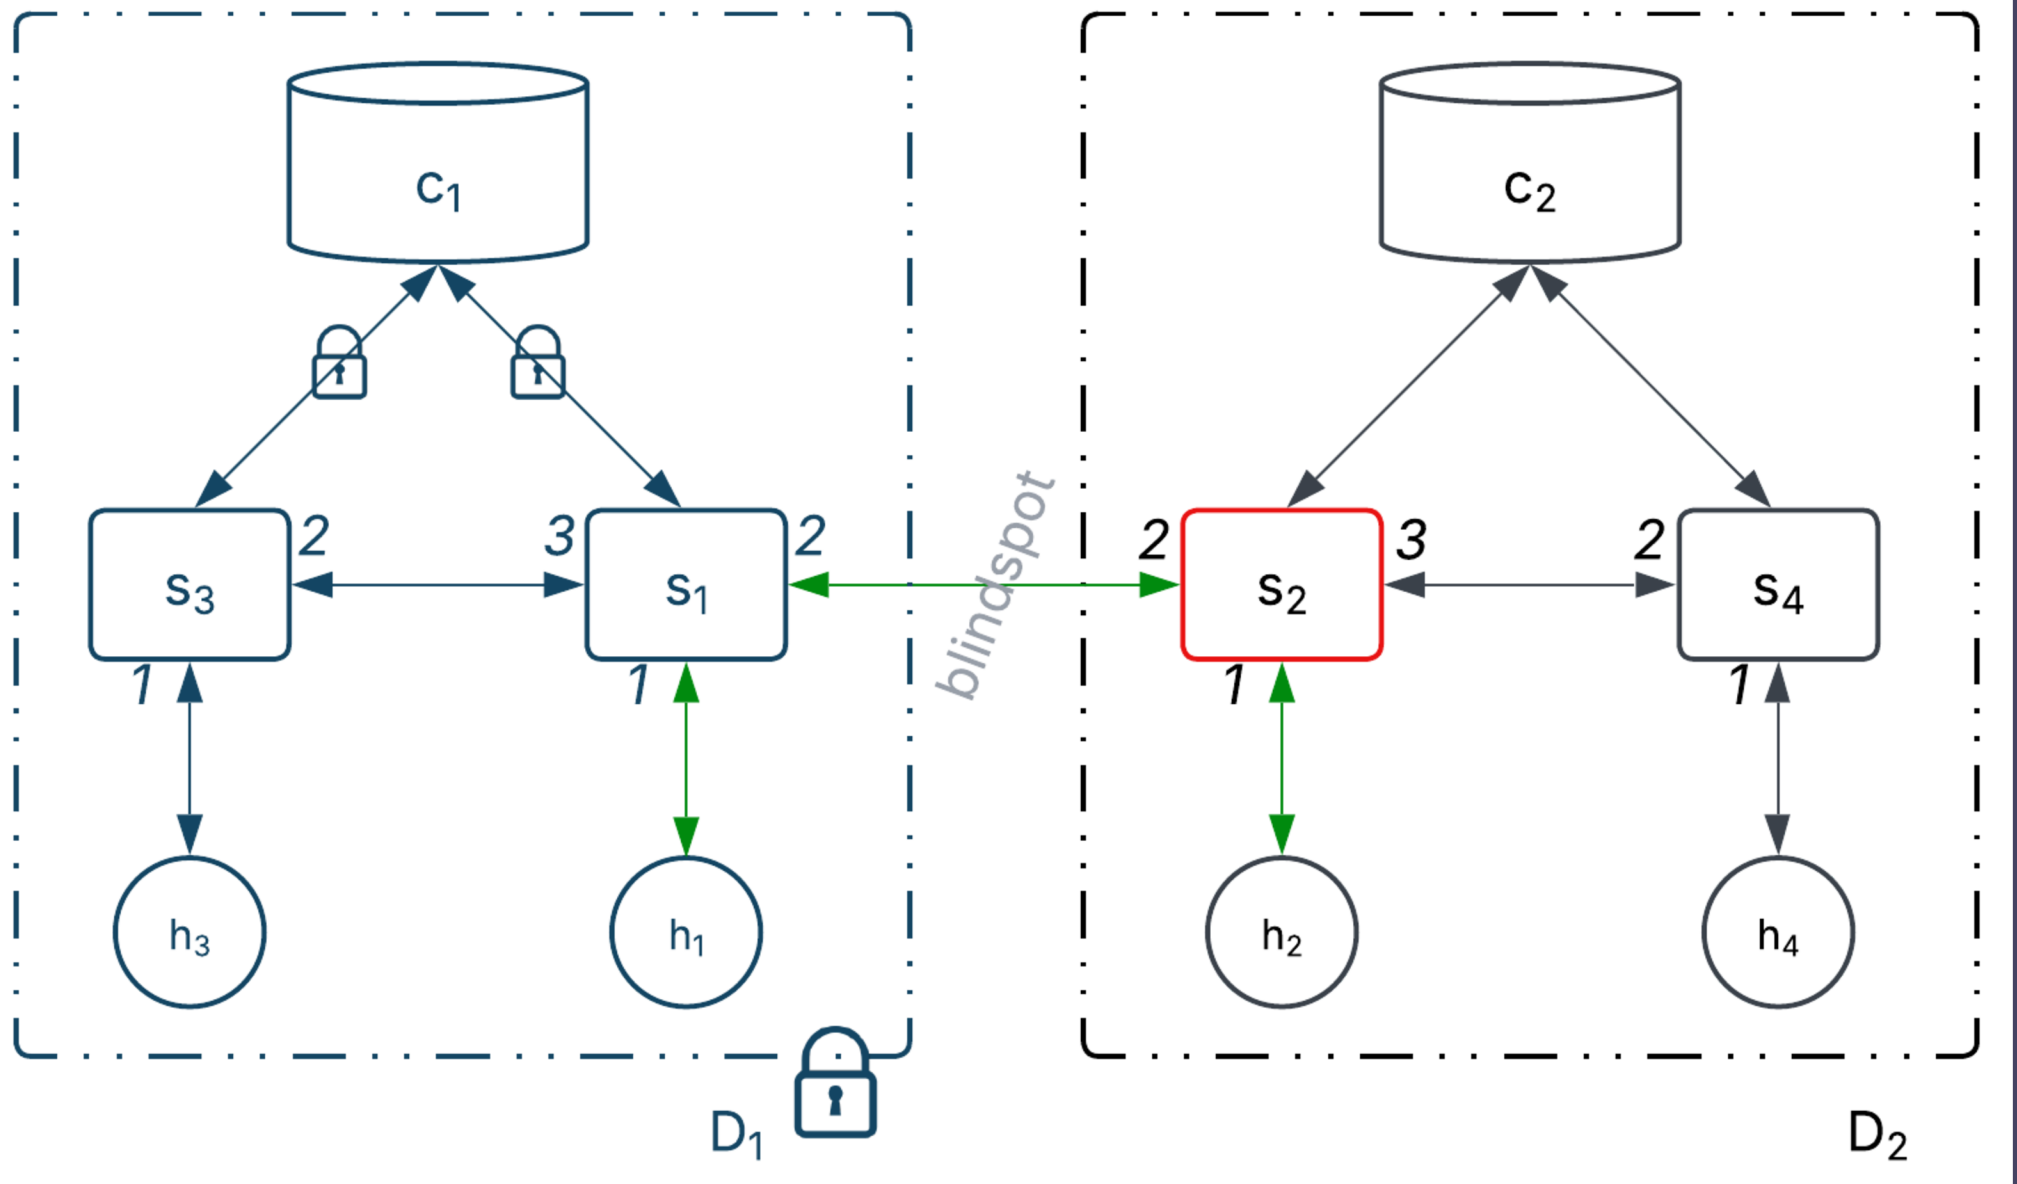 c₁
c₂
2
3
2
2
3
2
s₃
s₁
blindspot
s₂
s₄
1
1
1
1
h₃
h₁
h₂
h₄
D₁
D₂